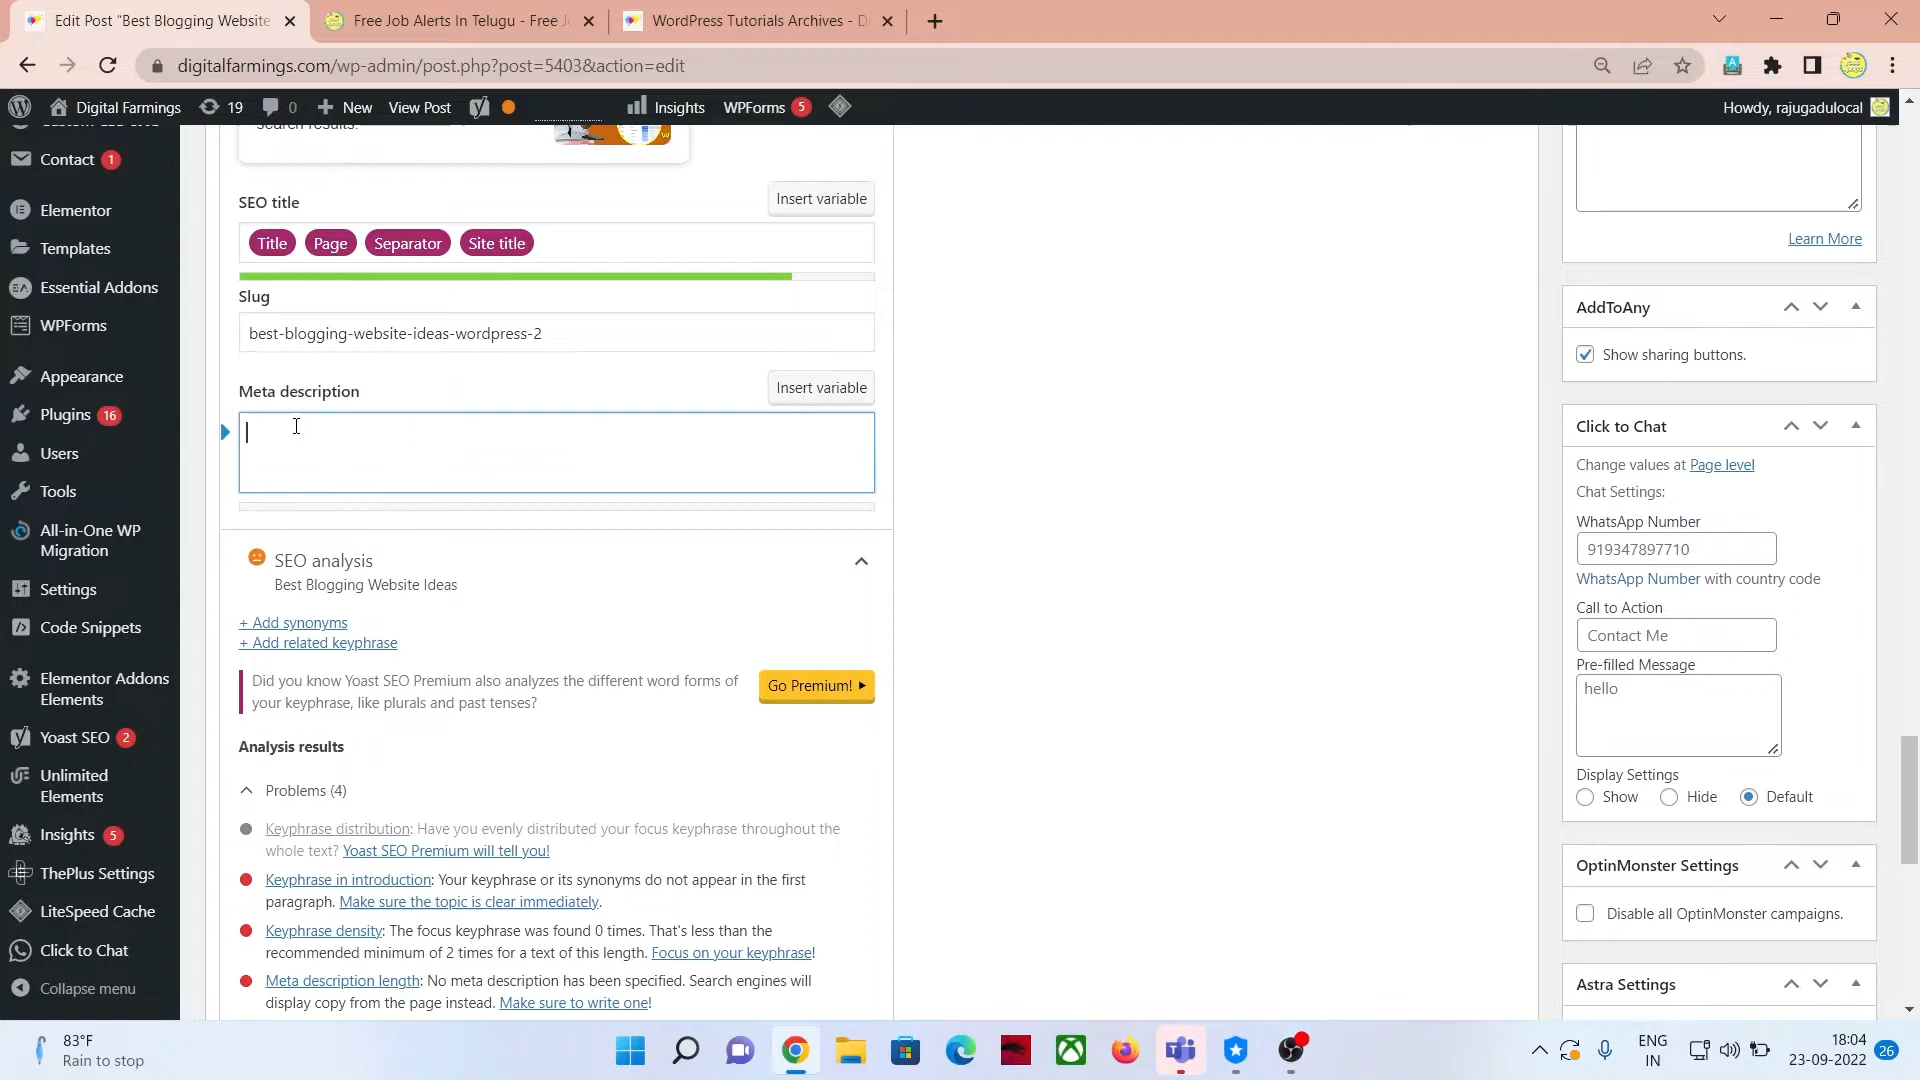 Edit Post "Best Blogging Website
Free Job Alerts In Telugu - Free J
WordPress Tutorials Archives - D
digitalfarmings.com/wp-admin/post.php?post=5403&action=edit
Digital Farmings
19
0
New
View Post
Insights
WPForms 5
Howdy, rajugadulocal
Contact 1
Elementor
Templates
Essential Addons
WPForms
Appearance
Plugins 16
Users
Tools
All-in-One WP
Migration
Settings
Code Snippets
Elementor Addons
Elements
Yoast SEO 2
Unlimited
Elements
Insights 5
ThePlus Settings
LiteSpeed Cache
Click to Chat
Collapse menu
search results.
SEO title
Insert variable
Title Page Separator Site title
Slug
best-blogging-website-ideas-wordpress-2
Meta description
Insert variable
SEO analysis
Best Blogging Website Ideas
+ Add synonyms
+ Add related keyphrase
Did you know Yoast SEO Premium also analyzes the different word forms of
your keyphrase, like plurals and past tenses?
Go Premium!
Analysis results
Problems (4)
Keyphrase distribution: Have you evenly distributed your focus keyphrase throughout the
whole text? Yoast SEO Premium will tell you!
Keyphrase in introduction: Your keyphrase or its synonyms do not appear in the first
paragraph. Make sure the topic is clear immediately.
Keyphrase density: The focus keyphrase was found 0 times. That's less than the
recommended minimum of 2 times for a text of this length. Focus on your keyphrase!
Meta description length: No meta description has been specified. Search engines will
display copy from the page instead. Make sure to write one!
Learn More
AddToAny
Show sharing buttons.
Click to Chat
Change values at Page level
Chat Settings:
WhatsApp Number
919347897710
WhatsApp Number with country code
Call to Action
Contact Me
Pre-filled Message
hello
Display Settings
Show Hide Default
OptinMonster Settings
Disable all OptinMonster campaigns.
Astra Settings
83°F
Rain to stop
ENG
IN
18:04
23-09-2022
26